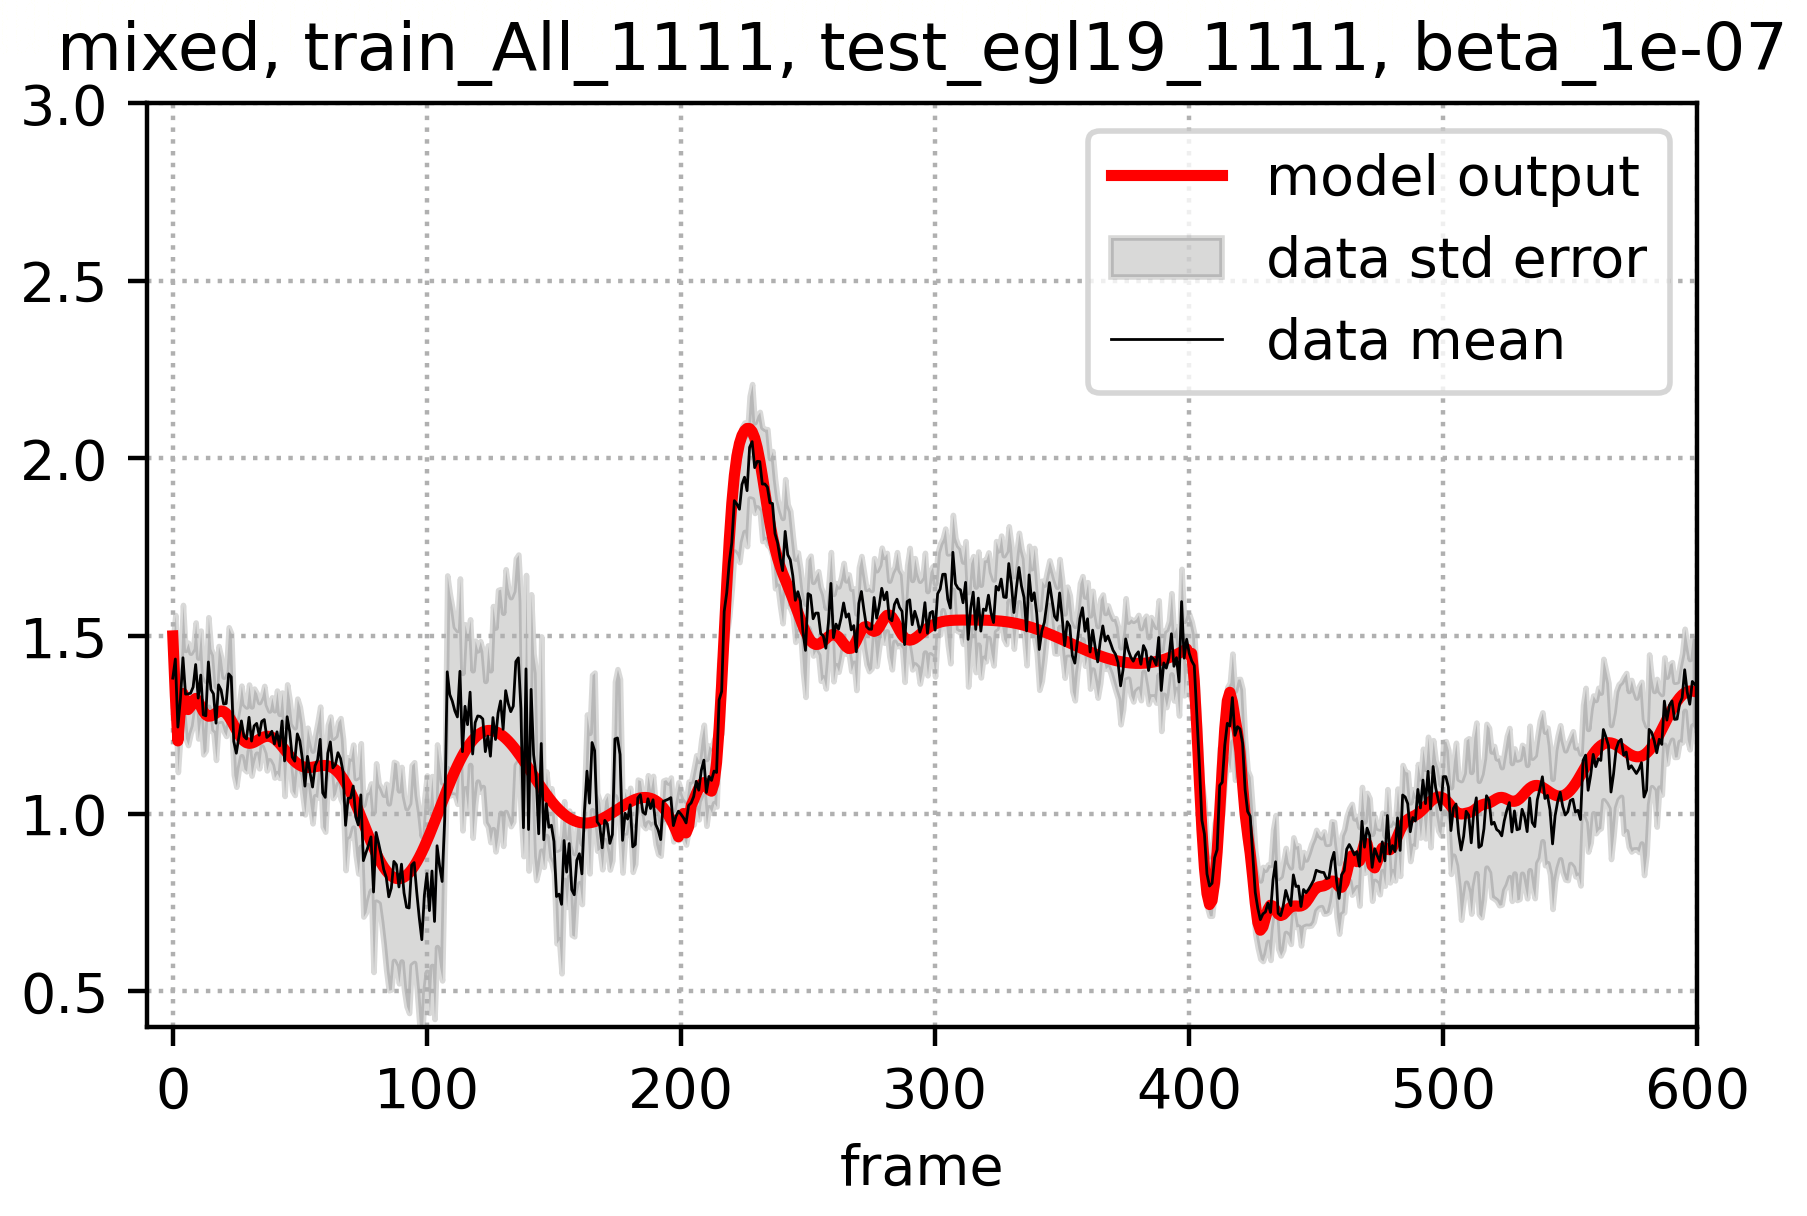 mixed, train_All_1111, test_egl19_1111, beta_1e-07
3.0
2.5
2.0
1.5
1.0
0.5
model output
data std error
data mean
0 100 200 300 400 500 600
frame